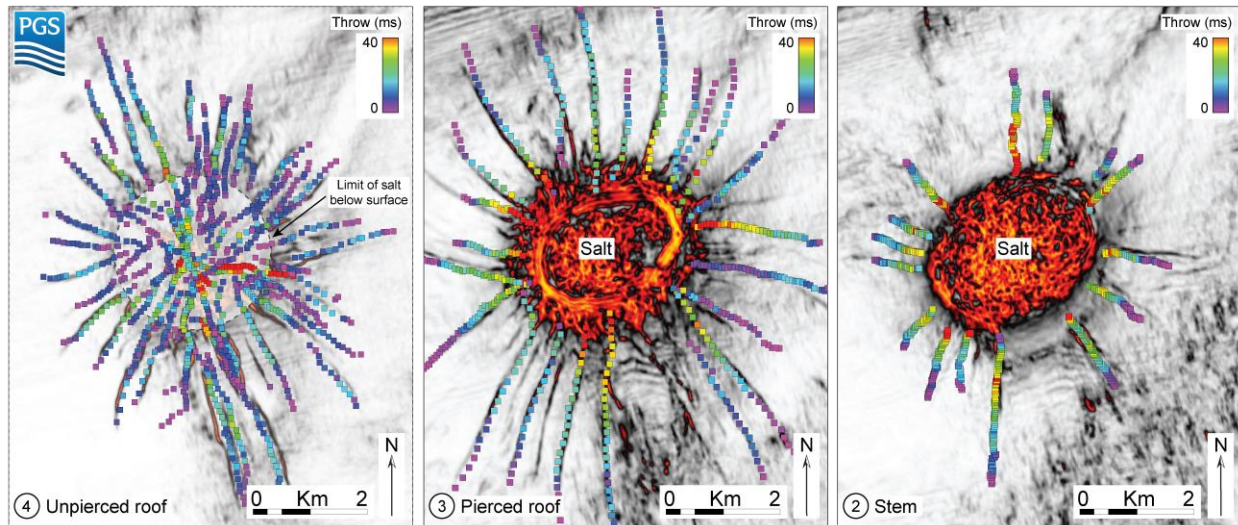 PGS
Throw (ms)
40
0
Limit of salt
below surface
N
0 Km 2
4 Unpierced roof
Throw (ms)
40
0
Salt
N
0 Km 2
3 Pierced roof
Throw (ms)
40
0
Salt
N
0 Km 2
2 Stem